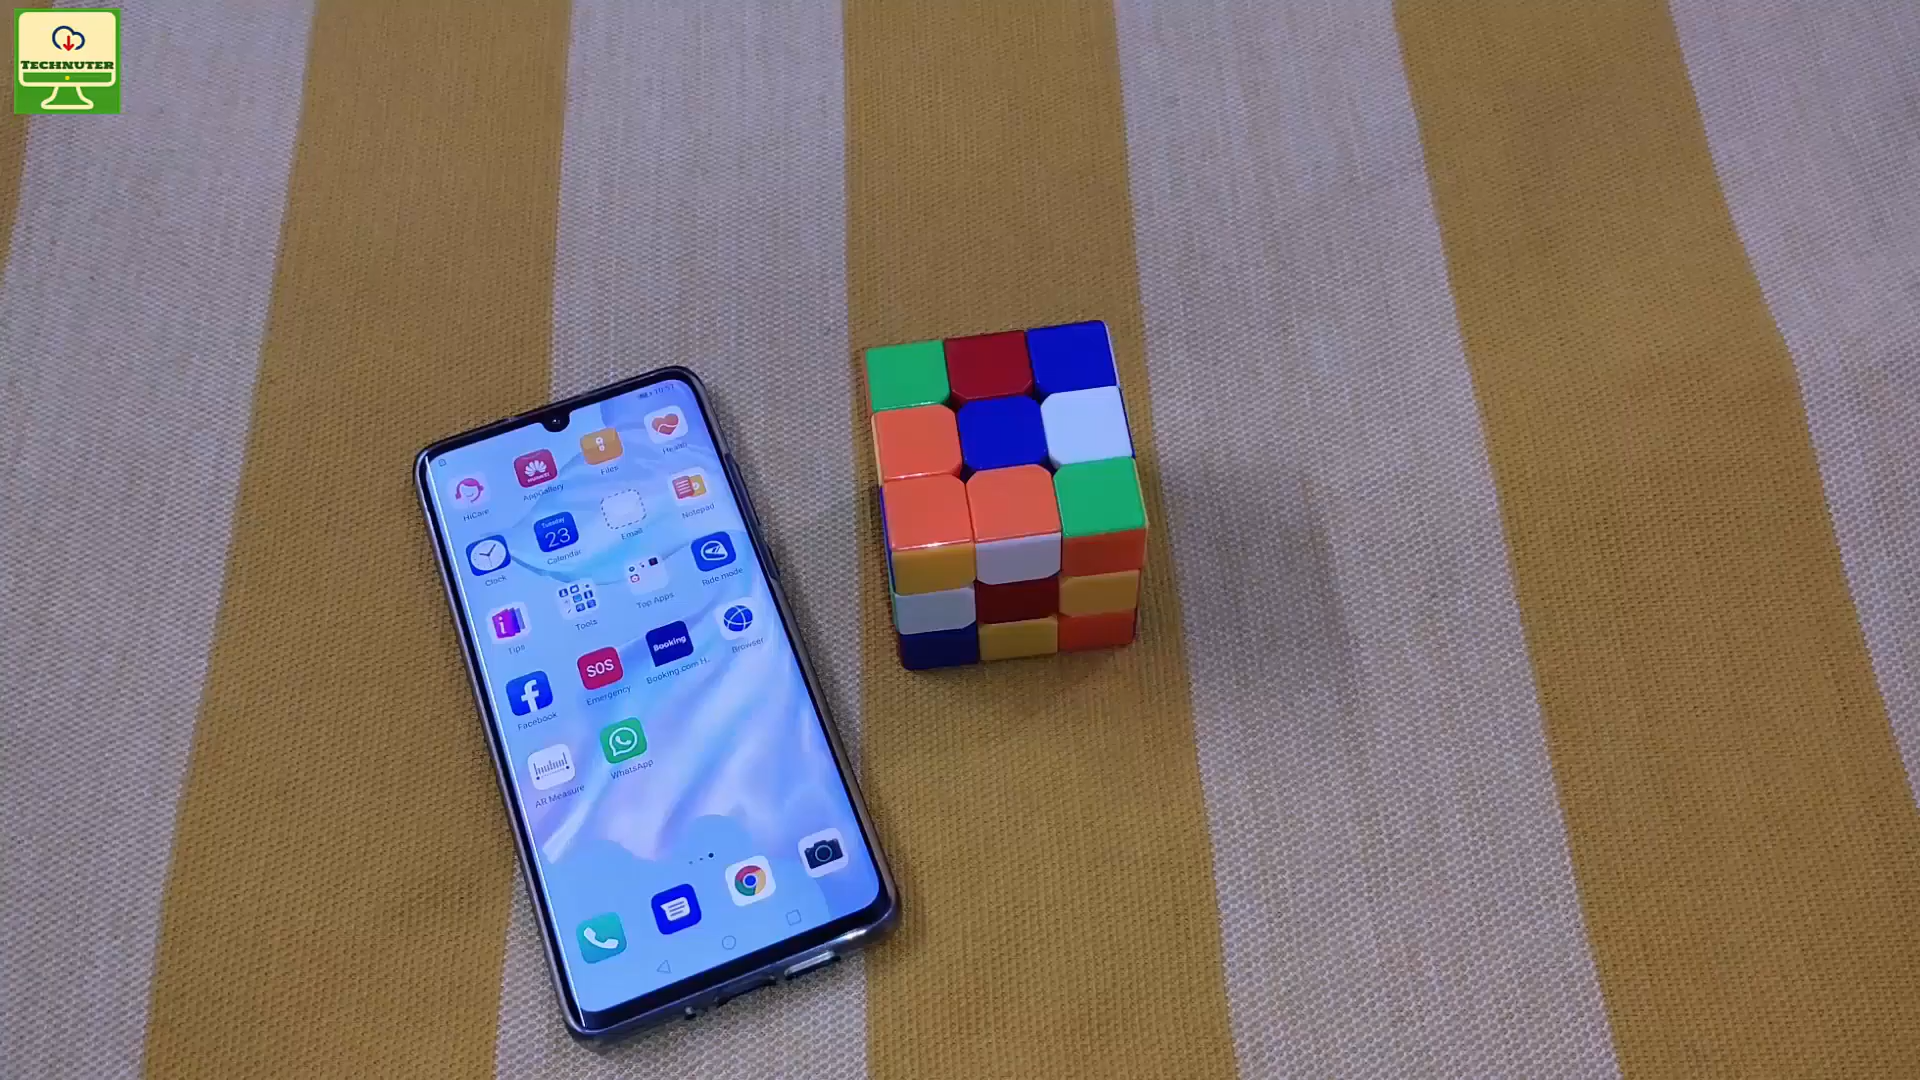 TECHNUTER
HiCare
AppGallery
Files
Health
Clock
Tuesday
23
Calendar
Email
Notepad
Tips
Tools
Top Apps
Ride mode
Facebook
SOS
Emergency
Booking
Booking.com H..
Browser
AR Measure
WhatsApp